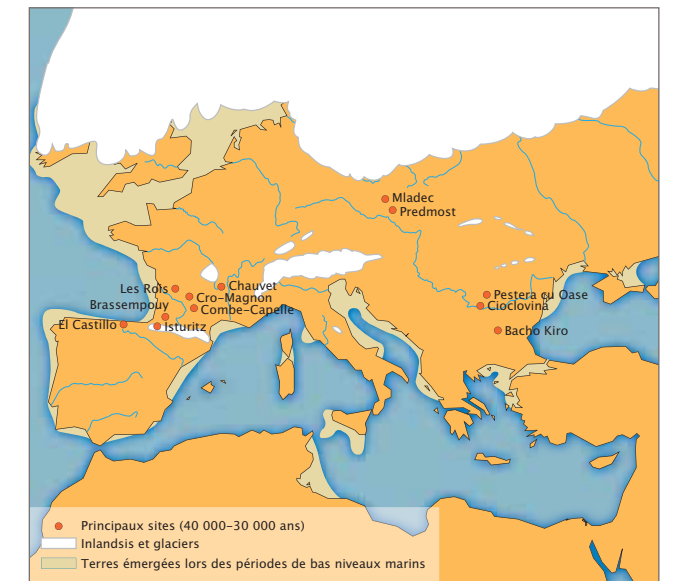 Mladec
Predmost
Les Rois
Chauvet
Cro-Magnon
Brassempouy
Combe-Capelle
El Castillo
Isturitz
Pestera cu Oase
Cioclovina
Bacho Kiro
Principaux sites (40 000–30 000 ans)
Inlandsis et glaciers
Terres émergées lors des périodes de bas niveaux marins